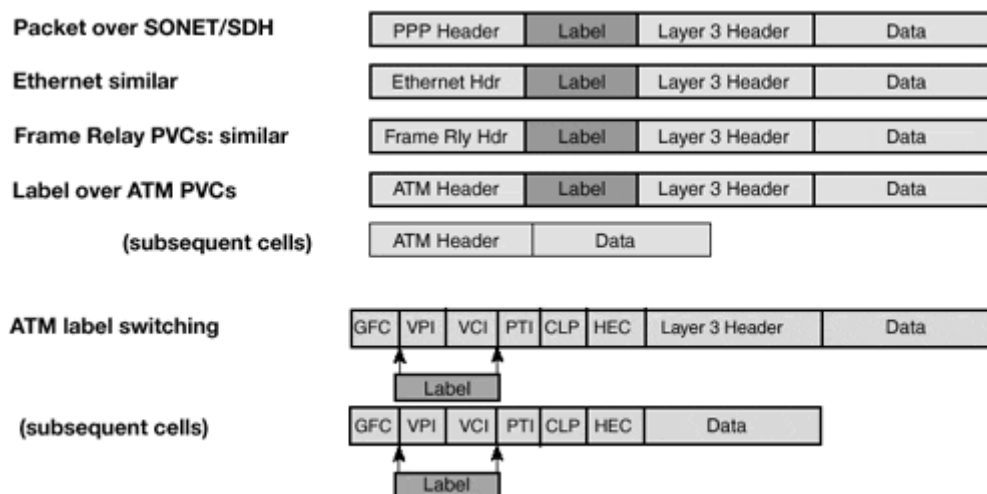 Packet over SONET/SDH PPP Header Label Layer 3 Header Data
Ethernet similar Ethernet Hdr Label Layer 3 Header Data
Frame Relay PVCs: similar Frame Rly Hdr Label Layer 3 Header Data
Label over ATM PVCs ATM Header Label Layer 3 Header Data
(subsequent cells) ATM Header Data
ATM label switching GFC VPI VCI PTI CLP HEC Layer 3 Header Data
Label
(subsequent cells) GFC VPI VCI PTI CLP HEC Data
Label